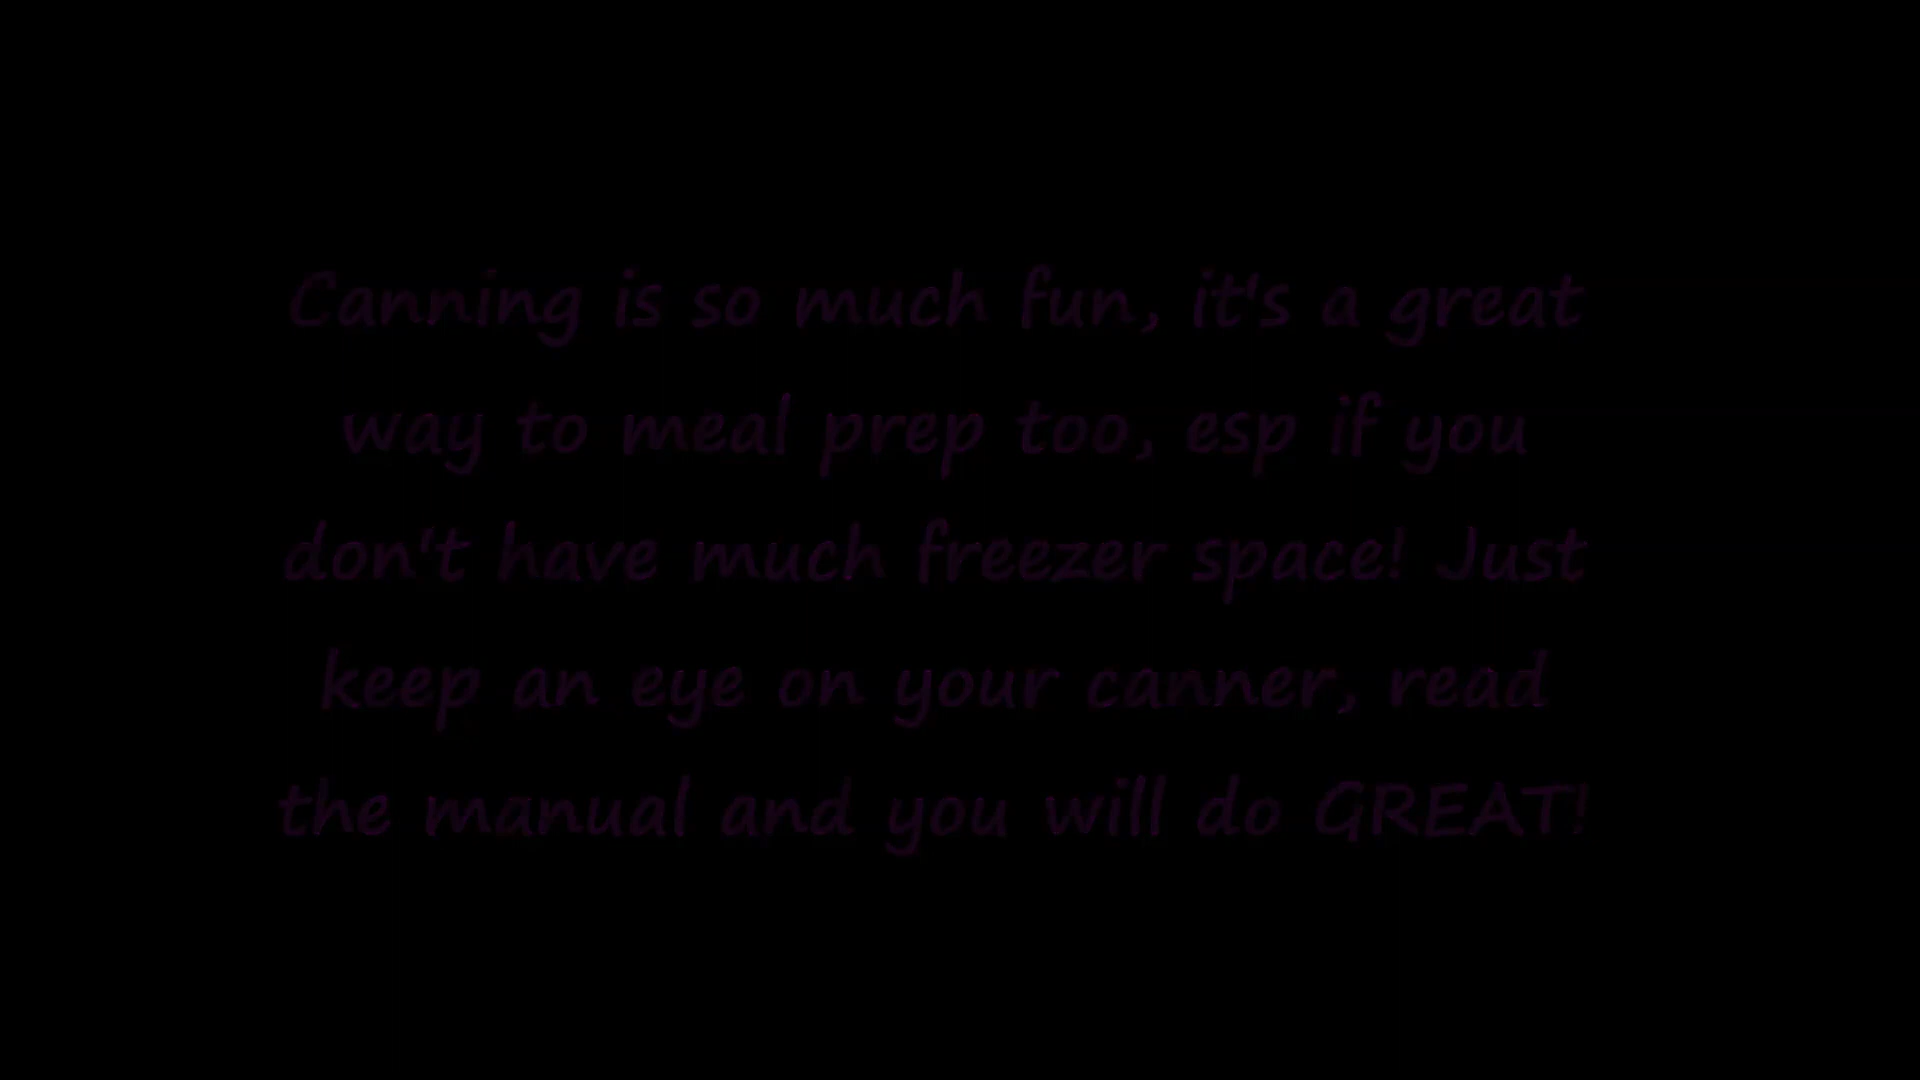 Canning is so much fun, it's a great
way to meal prep too, esp if you
don't have much freezer space! Just
keep an eye on your canner, read
the manual and you will do GREAT!